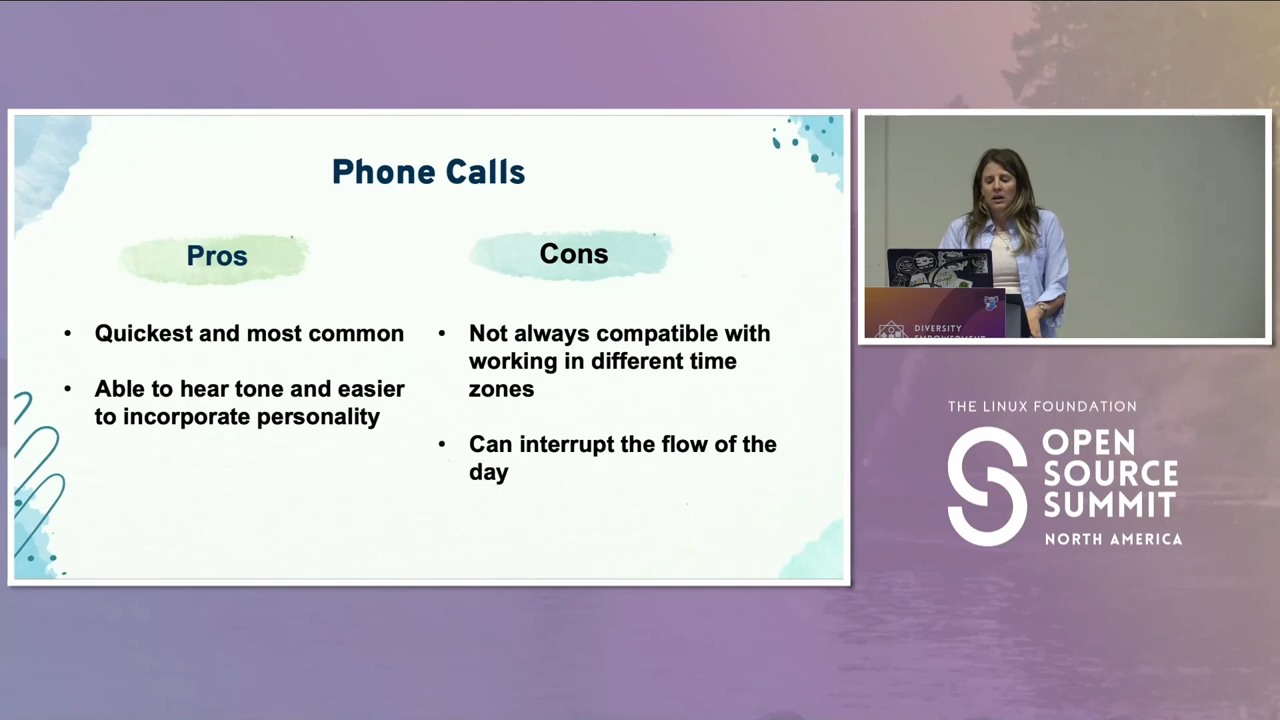 Phone Calls
Pros
• Quickest and most common
• Able to hear tone and easier
to incorporate personality
Cons
• Not always compatible with
working in different time
zones
• Can interrupt the flow of the
day
DIVERSITY
EMPOWERMENT
THE LINUX FOUNDATION
OPEN
SOURCE
SUMMIT
NORTH AMERICA